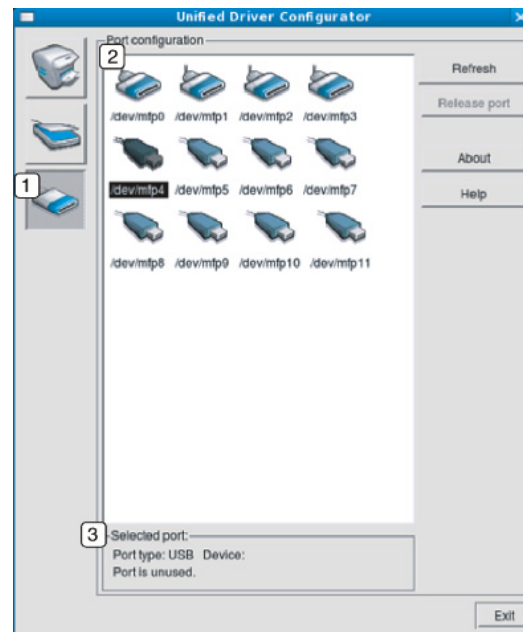 Unified Driver Configurator
Port configuration
2
/dev/mfp0 /dev/mfp1 /dev/mfp2 /dev/mfp3
Refresh
Release port
1
/dev/mfp4 /dev/mfp5 /dev/mfp6 /dev/mfp7
About
Help
/dev/mfp8 /dev/mfp9 /dev/mfp10 /dev/mfp11
3
Selected port:
Port type: USB Device:
Port is unused.
Exit